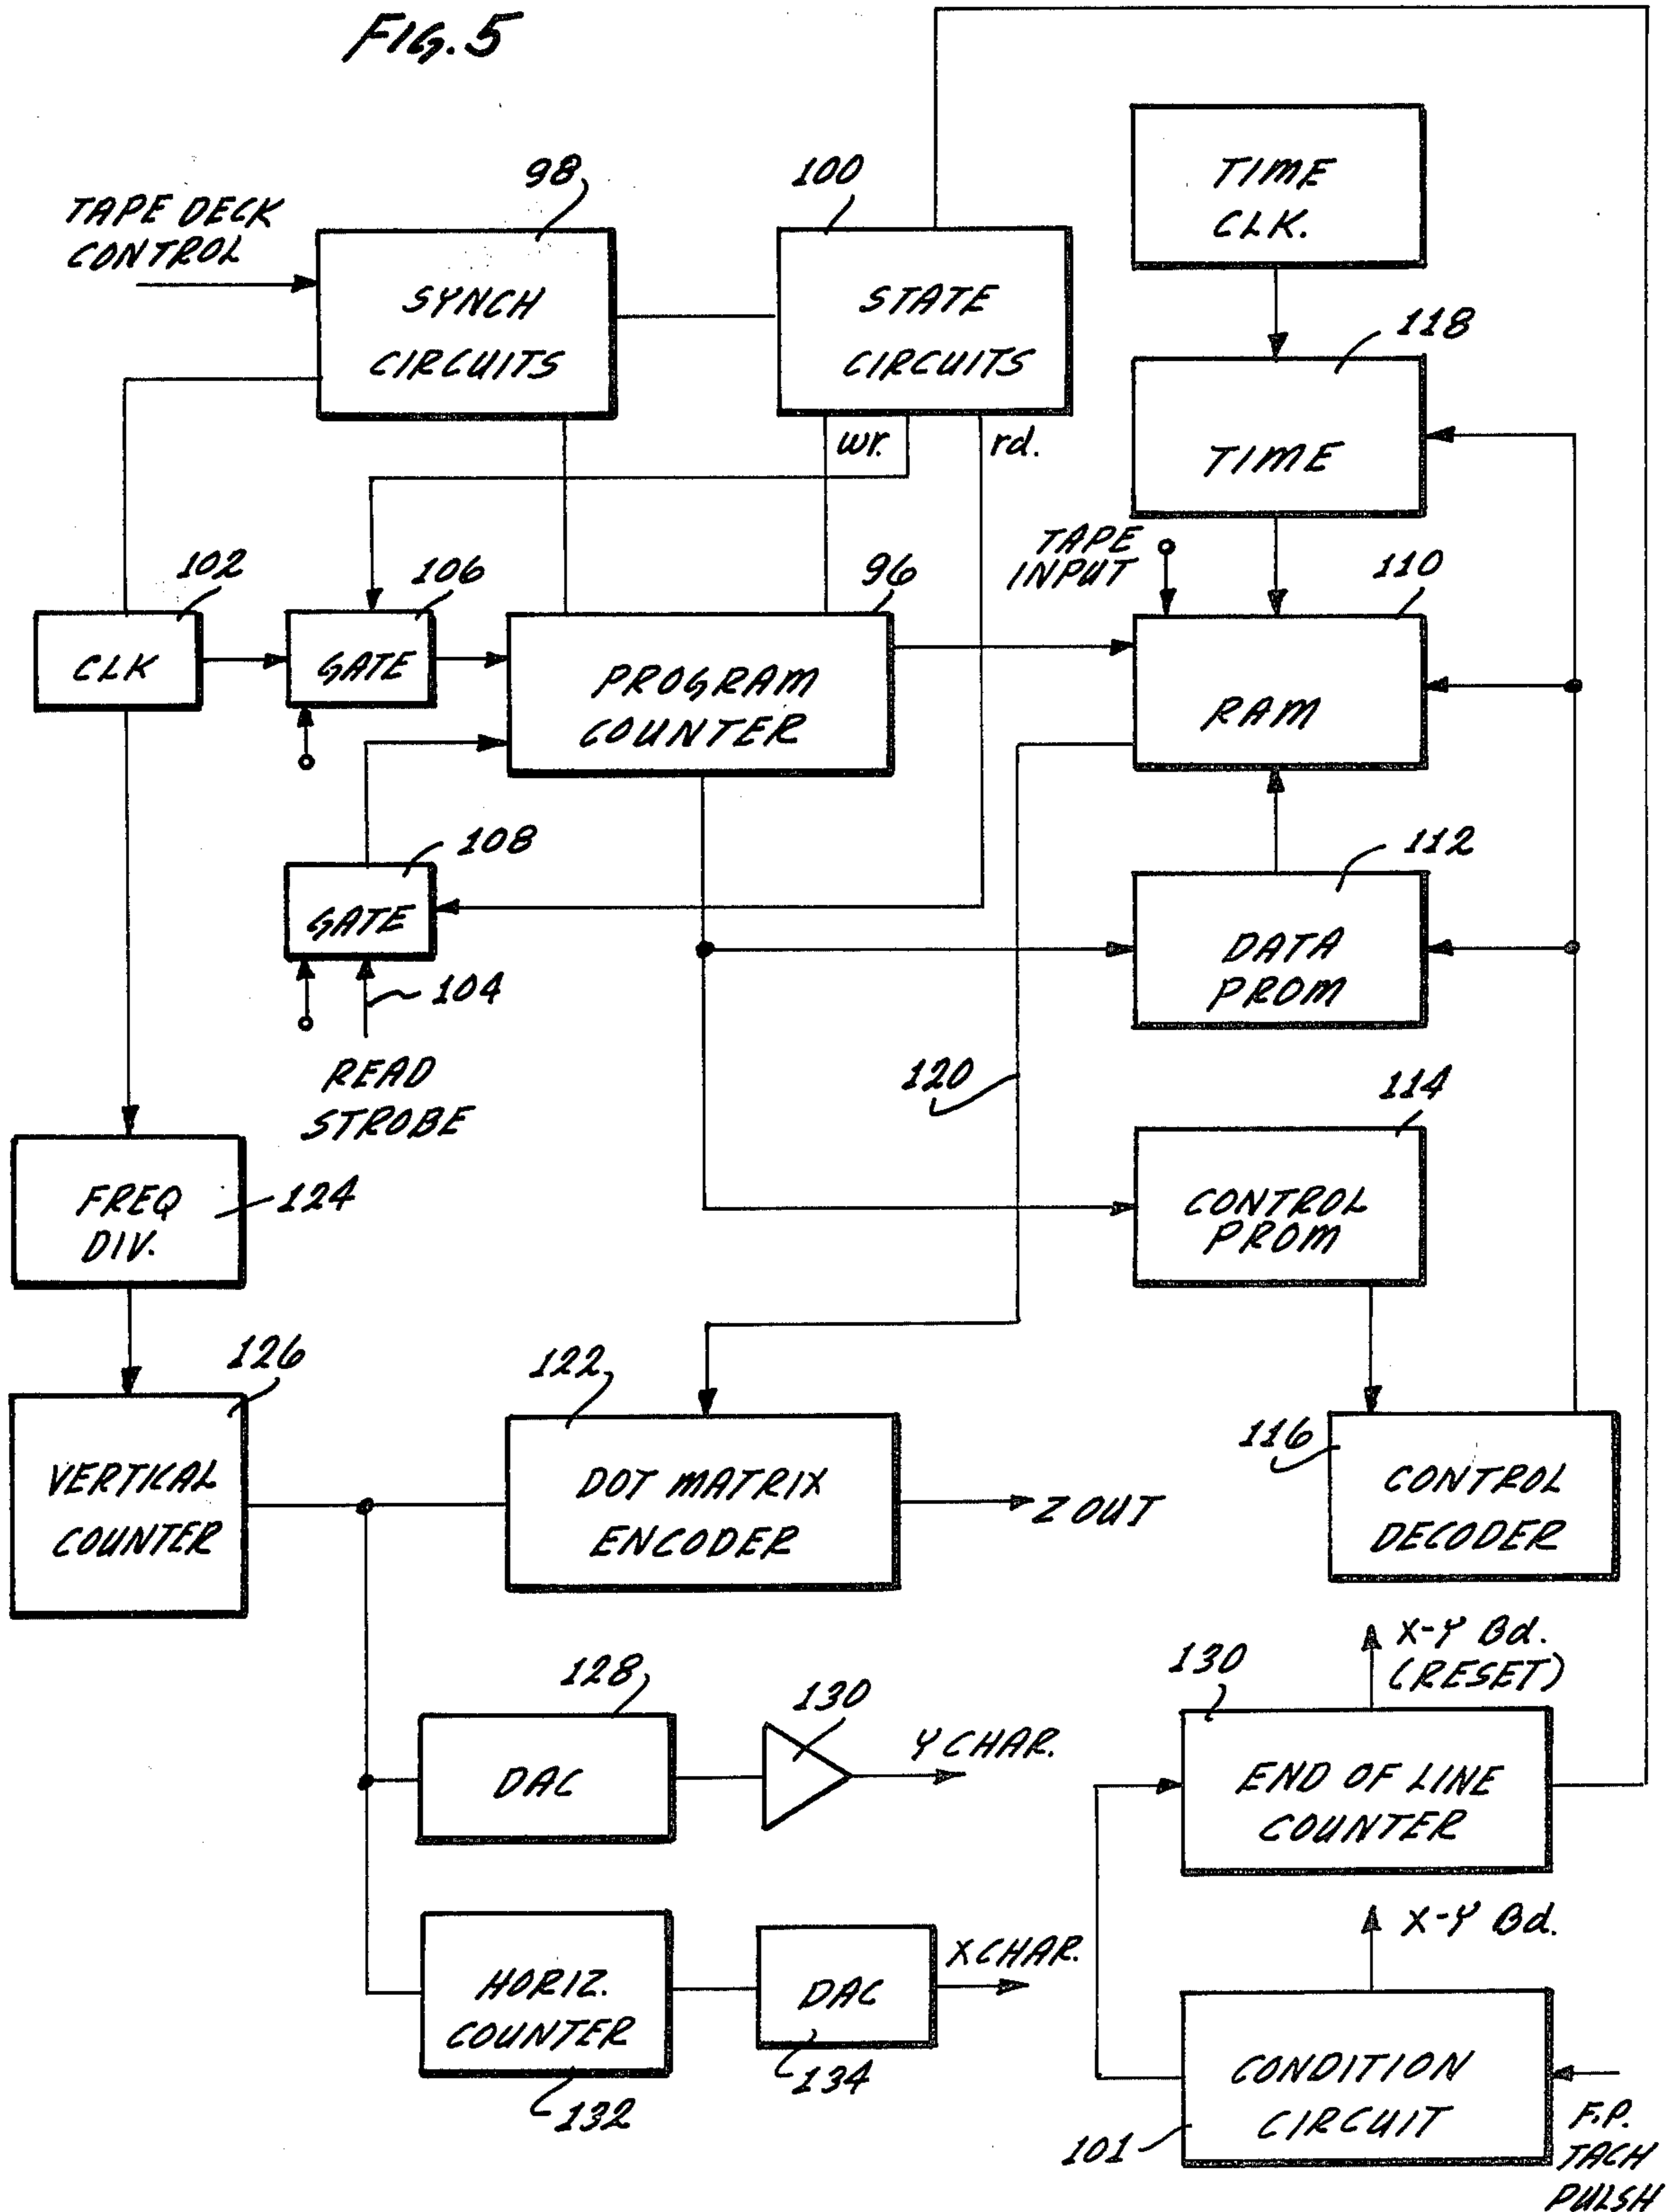 FIG. 5
98
100
TIME
CLK.
TAPE DECK
CONTROL
SYNCH
CIRCUITS
STATE
CIRCUITS
118
TIME
wr.
rd.
TAPE
INPUT
102
106
96
110
CLK
GATE
PROGRAM
COUNTER
RAM
108
GATE
112
DATA
PROM
104
READ
STROBE
120
114
FREQ
DIV.
124
CONTROL
PROM
126
122
116
VERTICAL
COUNTER
DOT MATRIX
ENCODER
Z OUT
CONTROL
DECODER
X-Y Bd.
(RESET)
128
130
130
DAC
Y CHAR.
END OF LINE
COUNTER
X-Y Bd.
HORIZ.
COUNTER
DAC
X CHAR.
132
134
CONDITION
CIRCUIT
101
F.P.
TACH
PULSH